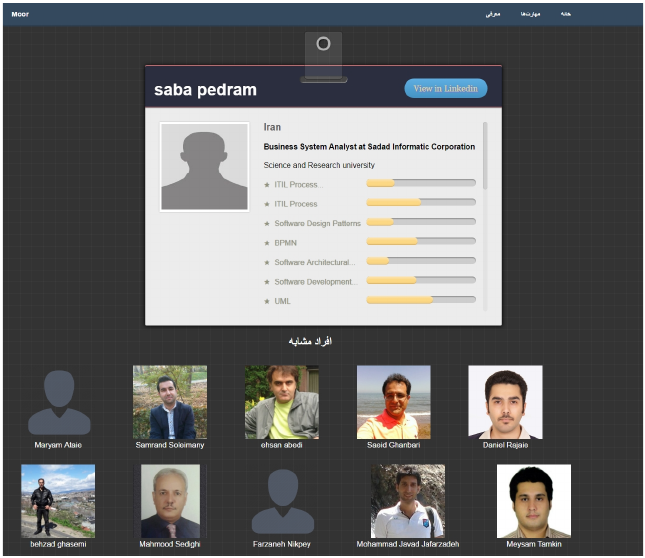 Moor
خانه
مهارت‌ها
معرفی
saba pedram
View in Linkedin
Iran
Business System Analyst at Sadad Informatic Corporation
Science and Research university
★ ITIL Process...
★ ITIL Process
★ Software Design Patterns
★ BPMN
★ Software Architectural...
★ Software Development...
★ UML
افراد مشابه
Maryam Ataie
Samrand Soleimany
ehsan abedi
Saeid Ghanbari
Daniel Rajaie
behzad ghasemi
Mahmood Sedighi
Farzaneh Nikpey
Mohammad Javad Jafarzadeh
Meysam Tamkin